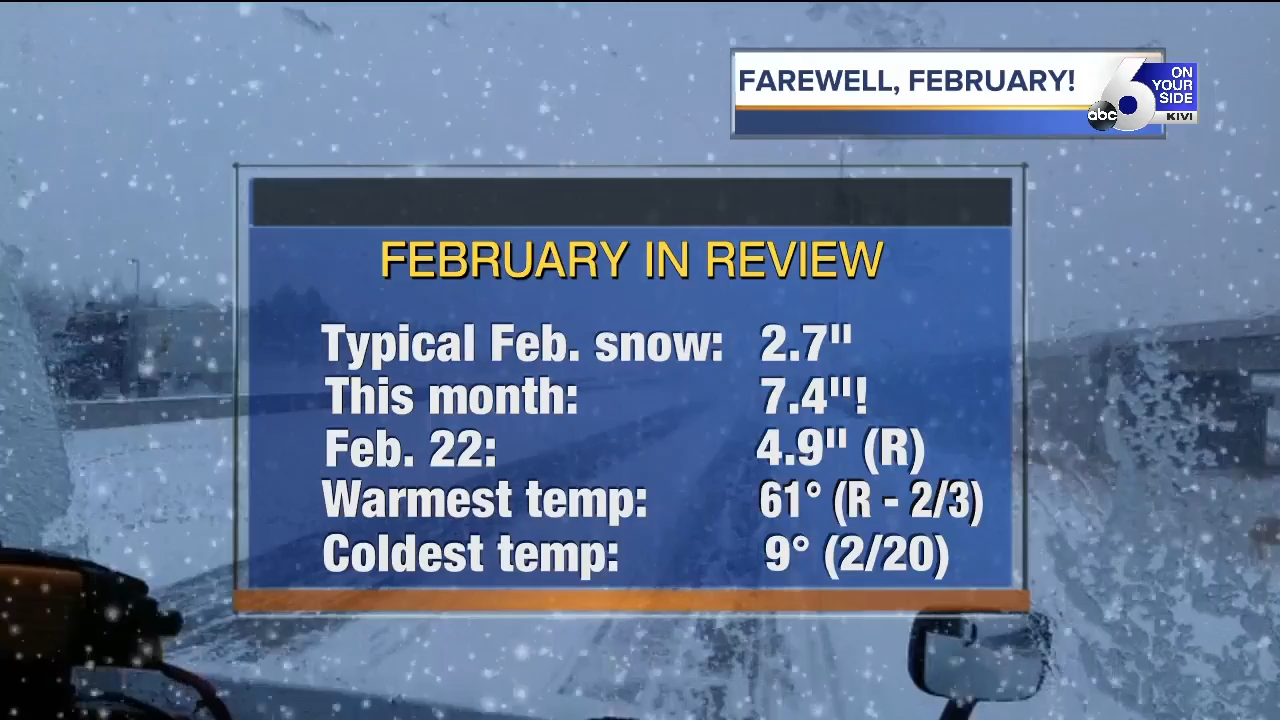 FAREWELL, FEBRUARY!
abc 6 ON YOUR SIDE KIVI
FEBRUARY IN REVIEW
Typical Feb. snow: 2.7"
This month: 7.4"!
Feb. 22: 4.9" (R)
Warmest temp: 61° (R - 2/3)
Coldest temp: 9° (2/20)